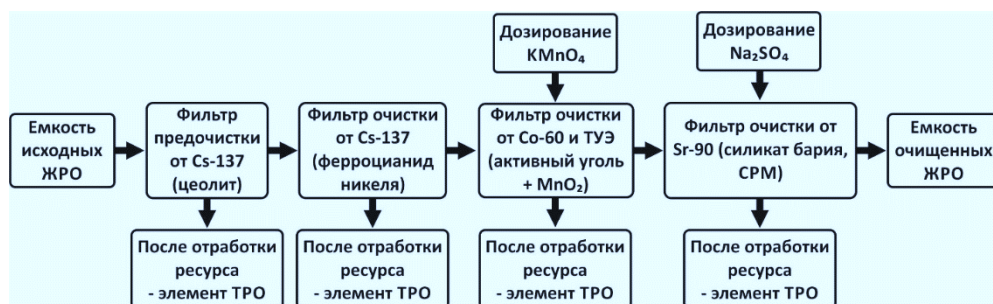 Дозирование
KMnO₄
Дозирование
Na₂SO₄
Емкость
исходных
ЖРО
Фильтр
предочистки
от Cs-137
(цеолит)
Фильтр очистки
от Cs-137
(ферроцианид
никеля)
Фильтр очистки
от Co-60 и ТУЭ
(активный уголь
+ MnO₂)
Фильтр очистки от
Sr-90 (силикат бария,
СРМ)
Емкость
очищенных
ЖРО
После отработки
ресурса
- элемент ТРО
После отработки
ресурса
- элемент ТРО
После отработки
ресурса
- элемент ТРО
После отработки
ресурса
- элемент ТРО